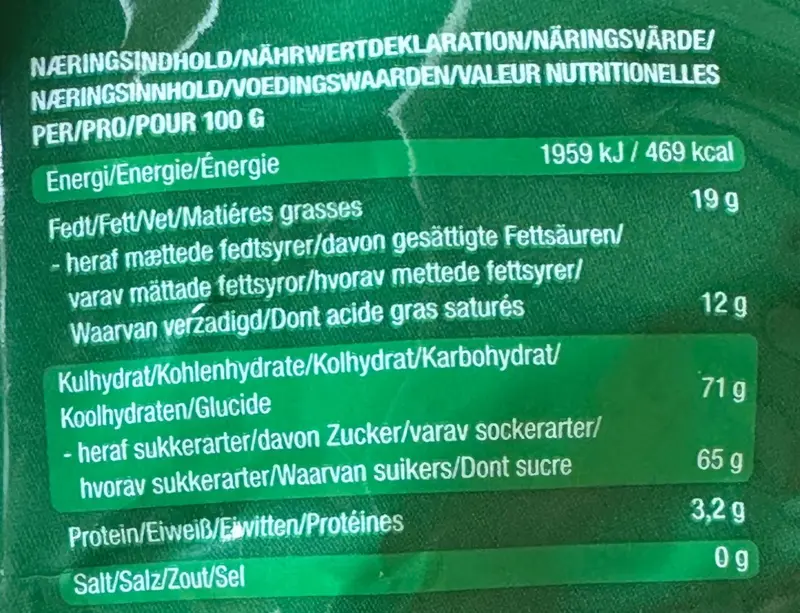 NÆRINGSINDHOLD/NÄHRWERTDEKLARATION/NÄRINGSVÄRDE/
NÆRINGSINNHOLD/VOEDINGSWAARDEN/VALEUR NUTRITIONELLES
PER/PRO/POUR 100 G
Energi/Energie/Énergie 1959 kJ / 469 kcal
Fedt/Fett/Vet/Matiéres grasses 19 g
- heraf mættede fedtsyrer/davon gesättigte Fettsäuren/
varav mättade fettsyror/hvorav mettede fettsyrer/
Waarvan verzadigd/Dont acide gras saturés 12 g
Kulhydrat/Kohlenhydrate/Kolhydrat/Karbohydrat/
Koolhydraten/Glucide 71 g
- heraf sukkerarter/davon Zucker/varav sockerarter/
hvorav sukkerarter/Waarvan suikers/Dont sucre 65 g
Protein/Eiweiß/Eiwitten/Protéines 3,2 g
Salt/Salz/Zout/Sel 0 g